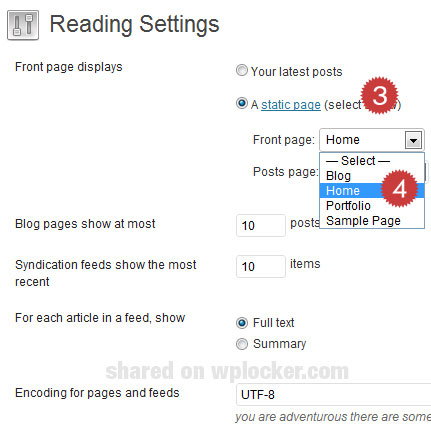 Reading Settings
Front page displays
Your latest posts
A static page (select
3
Front page: Home
— Select —
Blog
Home
4
Portfolio
Sample Page
Posts page:
Blog pages show at most 10 posts
Syndication feeds show the most
recent
10 items
For each article in a feed, show
Full text
Summary
shared on wplocker.com
Encoding for pages and feeds UTF-8
you are adventurous there are some